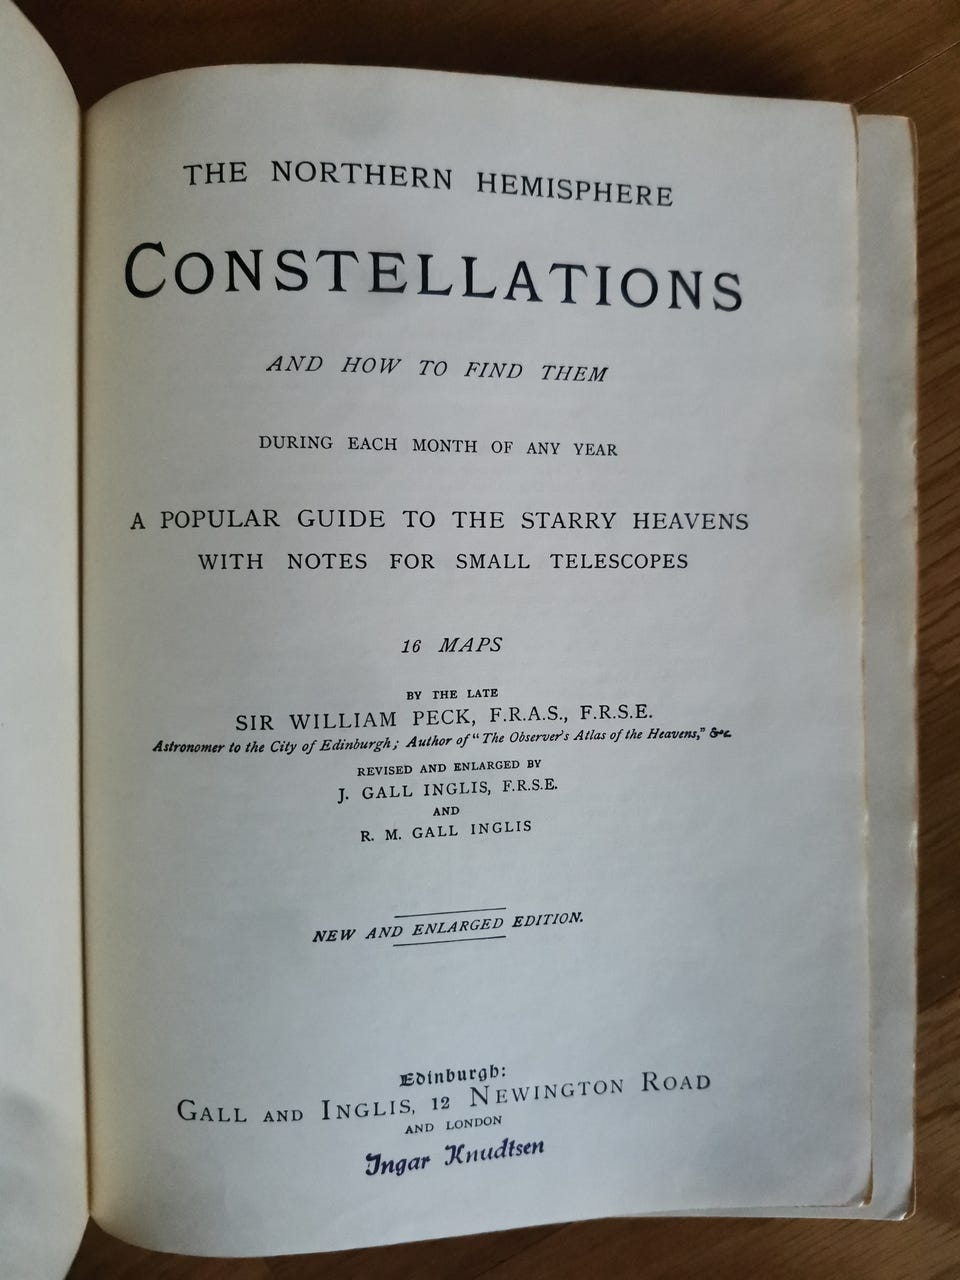 THE NORTHERN HEMISPHERE
CONSTELLATIONS
AND HOW TO FIND THEM
DURING EACH MONTH OF ANY YEAR
A POPULAR GUIDE TO THE STARRY HEAVENS
WITH NOTES FOR SMALL TELESCOPES
16 MAPS
BY THE LATE
SIR WILLIAM PECK, F.R.A.S., F.R.S.E.
Astronomer to the City of Edinburgh; Author of "The Observer's Atlas of the Heavens," &c.
REVISED AND ENLARGED BY
J. GALL INGLIS, F.R.S.E.
AND
R. M. GALL INGLIS
NEW AND ENLARGED EDITION.
Edinburgh:
GALL AND INGLIS, 12 NEWINGTON ROAD
AND LONDON
Ingar Knudtsen